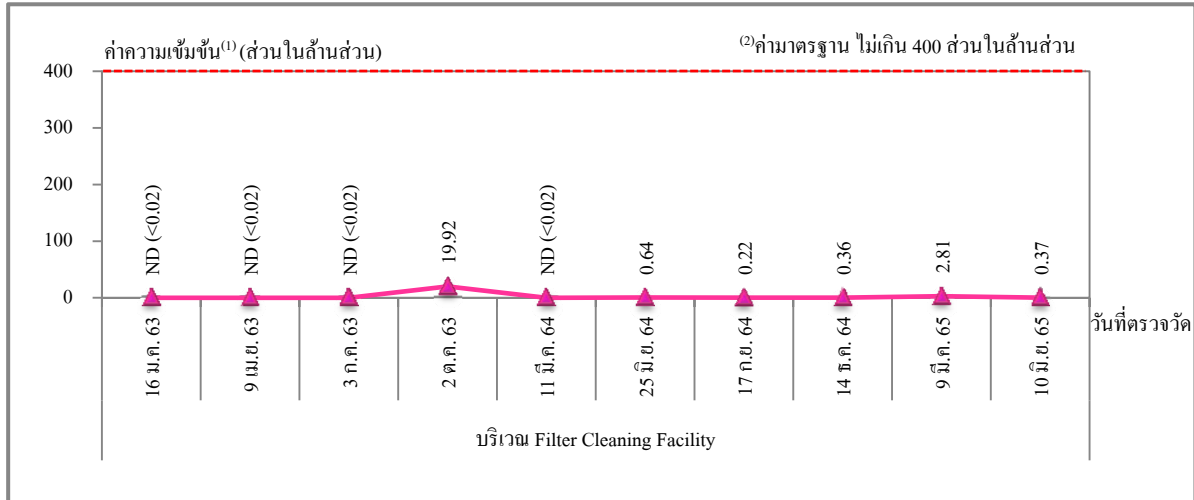 ค่าความเข้มข้น(1) (ส่วนในล้านส่วน)
(2)ค่ามาตรฐาน ไม่เกิน 400 ส่วนในล้านส่วน
400
300
200
100
0
ND (<0.02)
ND (<0.02)
ND (<0.02)
19.92
ND (<0.02)
0.64
0.22
0.36
2.81
0.37
16 ม.ค. 63
9 เม.ย. 63
3 ก.ค. 63
2 ต.ค. 63
11 มี.ค. 64
25 มิ.ย. 64
17 ก.ย. 64
14 ธ.ค. 64
9 มี.ค. 65
10 มิ.ย. 65
วันที่ตรวจวัด
บริเวณ Filter Cleaning Facility